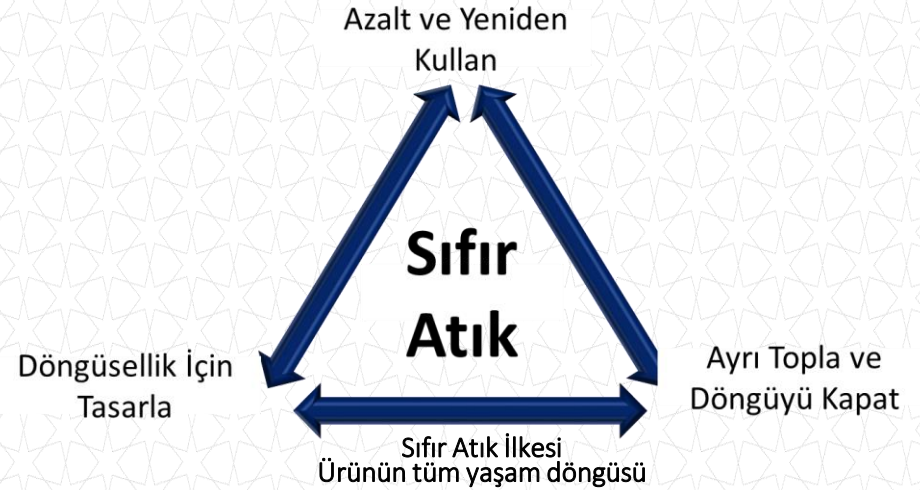 Azalt ve Yeniden
Kullan
Sıfır
Atık
Döngüsellik İçin
Tasarla
Ayrı Topla ve
Döngüyü Kapat
Sıfır Atık İlkesi
Ürünün tüm yaşam döngüsü